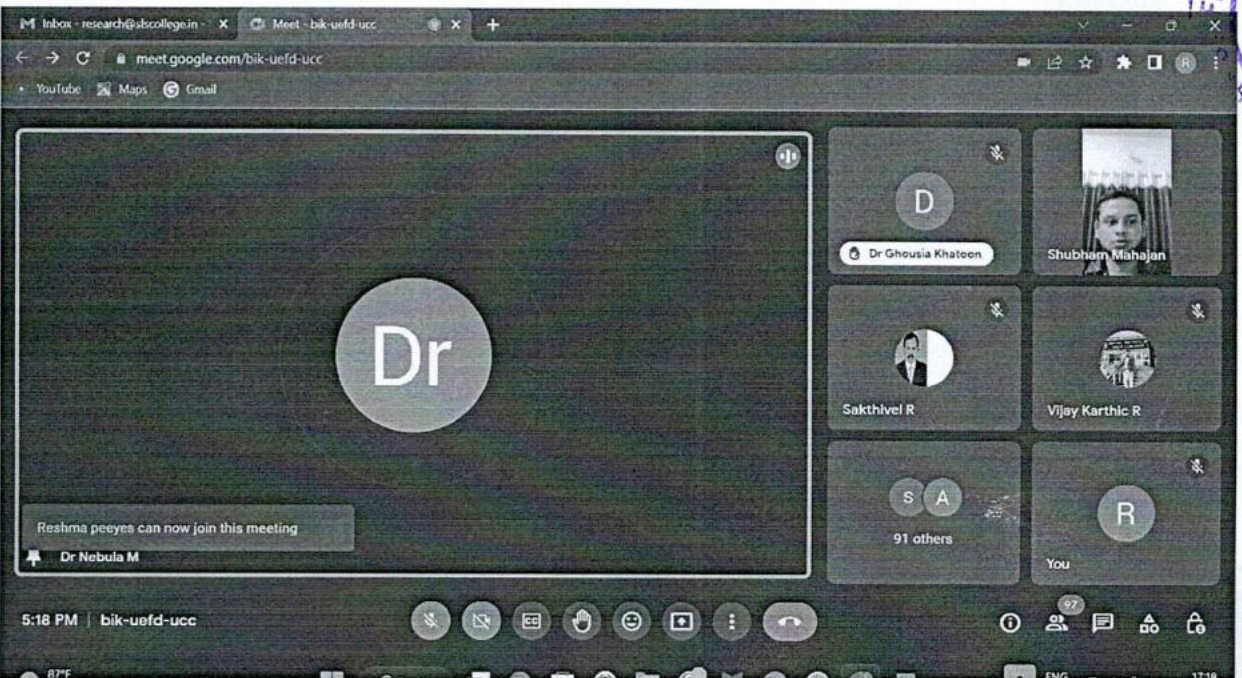 Inbox - research@slscollege.in -
Meet - bik-uefd-ucc
meet.google.com/bik-uefd-ucc
R
YouTube
Maps
Gmail
Dr
Reshma peeyes can now join this meeting
Dr Nebula M
D
Dr Ghousia Khatoon
Shubham Mahajan
Sakthivel R
Vijay Karthic R
S A
91 others
R
You
5:18 PM | bik-uefd-ucc
CC
97
87°F
ENG
17:18